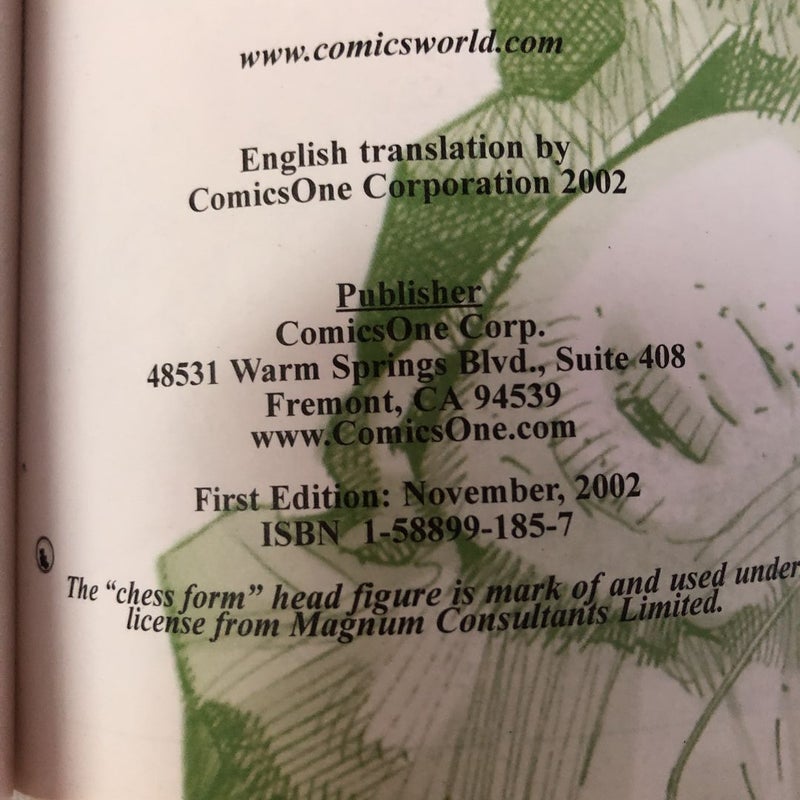 www.comicsworld.com
English translation by
ComicsOne Corporation 2002
Publisher
ComicsOne Corp.
48531 Warm Springs Blvd., Suite 408
Fremont, CA 94539
www.ComicsOne.com
First Edition: November, 2002
ISBN 1-58899-185-7
The "chess form" head figure is mark of and used under
license from Magnum Consultants Limited.